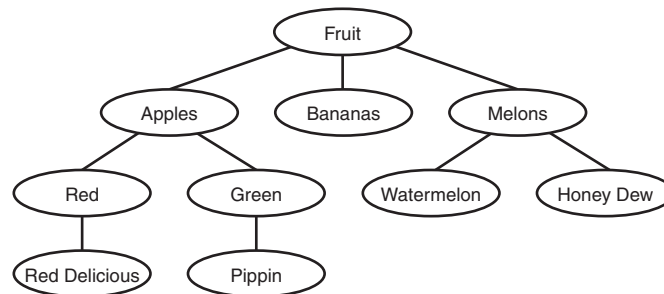 Fruit
Apples
Bananas
Melons
Red
Green
Watermelon
Honey Dew
Red Delicious
Pippin